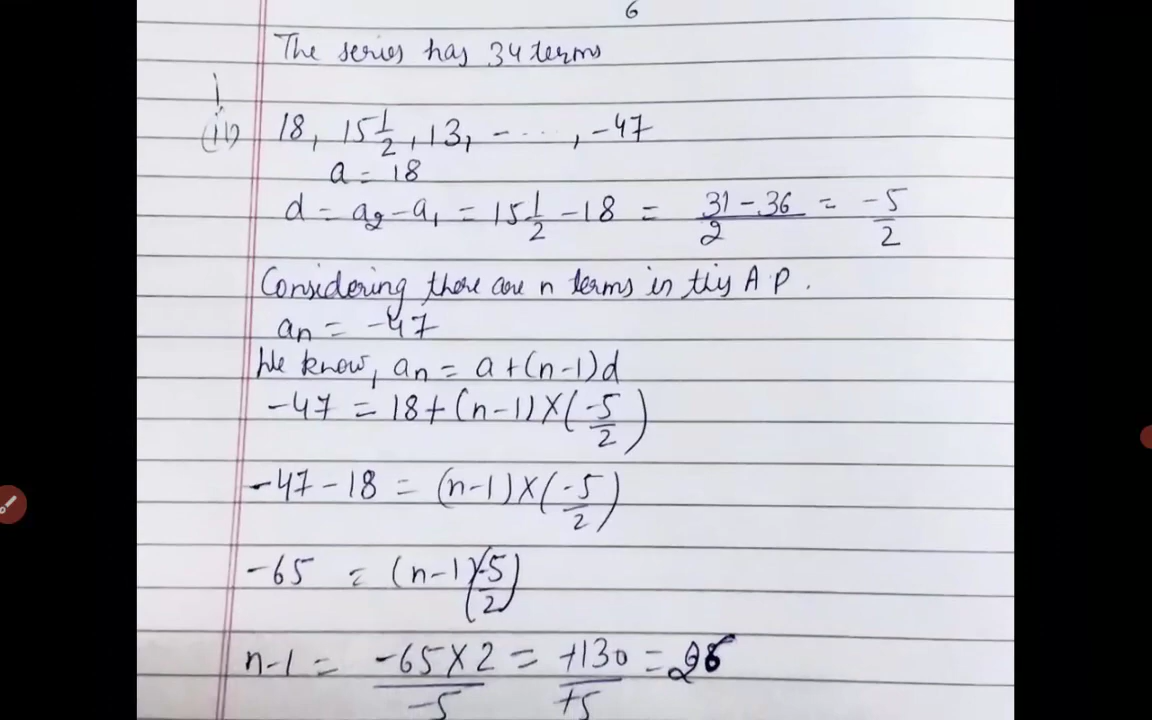 6
The series has 34 terms
(ii) 18, 15 1/2, 13, -...., -47
a = 18
d = a₂ - a₁ = 15 1/2 - 18 = 31-36/2 = -5/2
Considering there are n terms in this A.P.
aₙ = -47
We know, aₙ = a+(n-1)d
-47 = 18+(n-1)×(-5/2)
-47-18 = (n-1)×(-5/2)
-65 = (n-1)(-5/2)
n-1 = -65×2/-5 = +130/+5 = 26